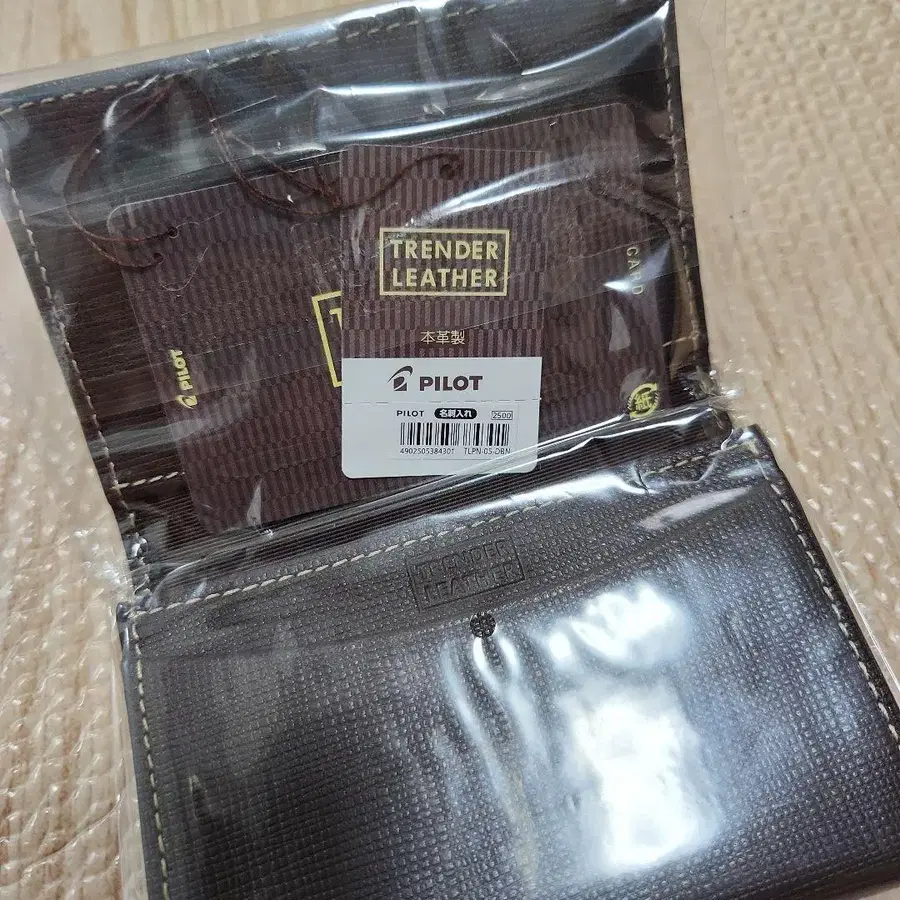 TRENDER
LEATHER
本革製
PILOT
PILOT 名刺入れ 2500
4902505384301 TLPN-05-DBN
PILOT
CARD
紙
TRENDER
LEATHER